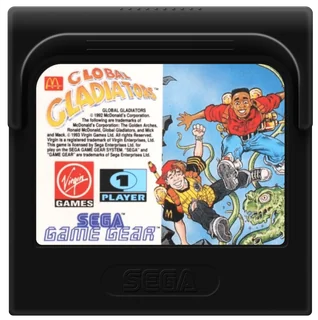 GLOBAL
GLADIATORS
GLOBAL GLADIATORS
© 1992 McDonald's Corporation.
The following are trademarks of
McDonald's Corporation: The Golden Arches,
Ronald McDonald, Global Gladiators, and Mick
and Mack. © 1993 Virgin Games Ltd. All rights reserved.
Virgin is a registered trademark of Virgin Enterprises Ltd.
This game is licensed by Sega Enterprises Ltd. for
play on the SEGA GAME GEAR SYSTEM. "SEGA" and
"GAME GEAR" are trademarks of Sega Enterprises Ltd.
Virgin
GAMES
1
PLAYER
SEGA
GAME GEAR
SEGA